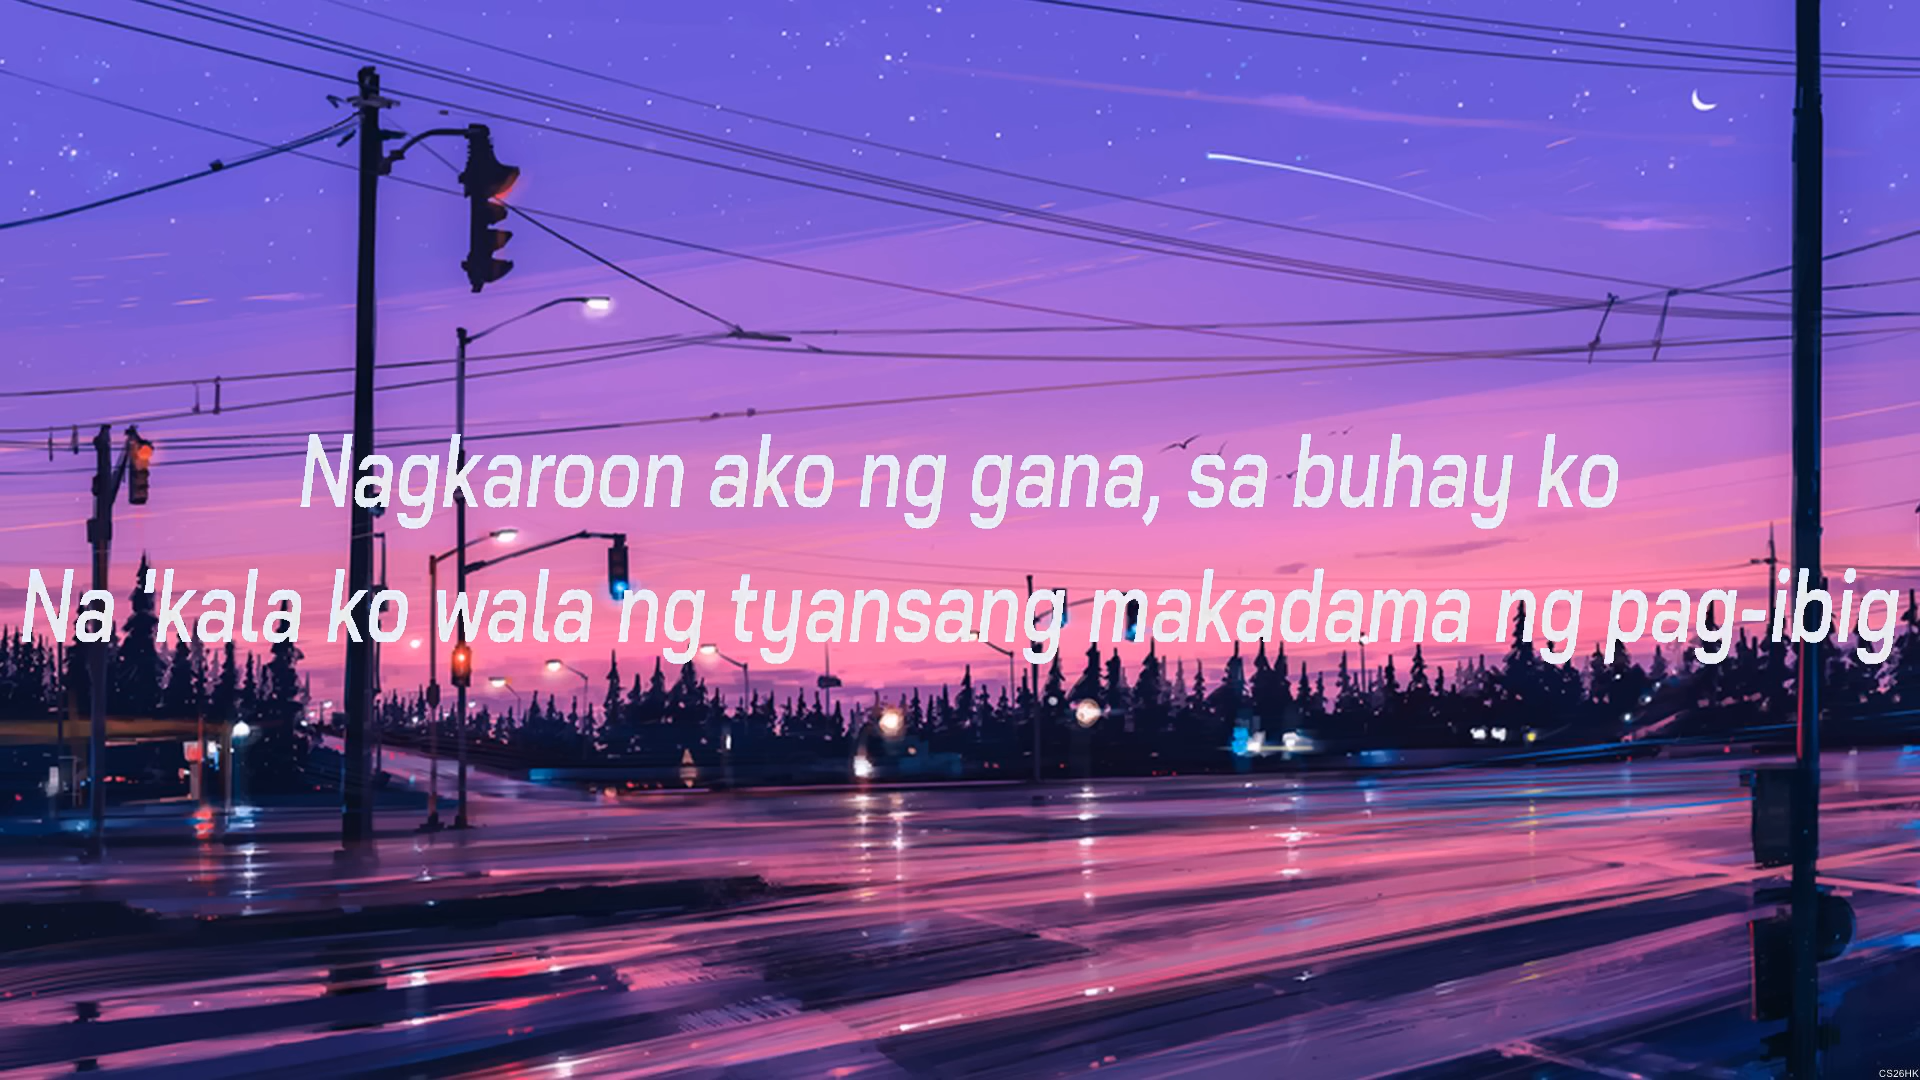 Nagkaroon ako ng gana, sa buhay ko
Na 'kala ko wala ng tyansang makadama ng pag-ibig
CS26HK